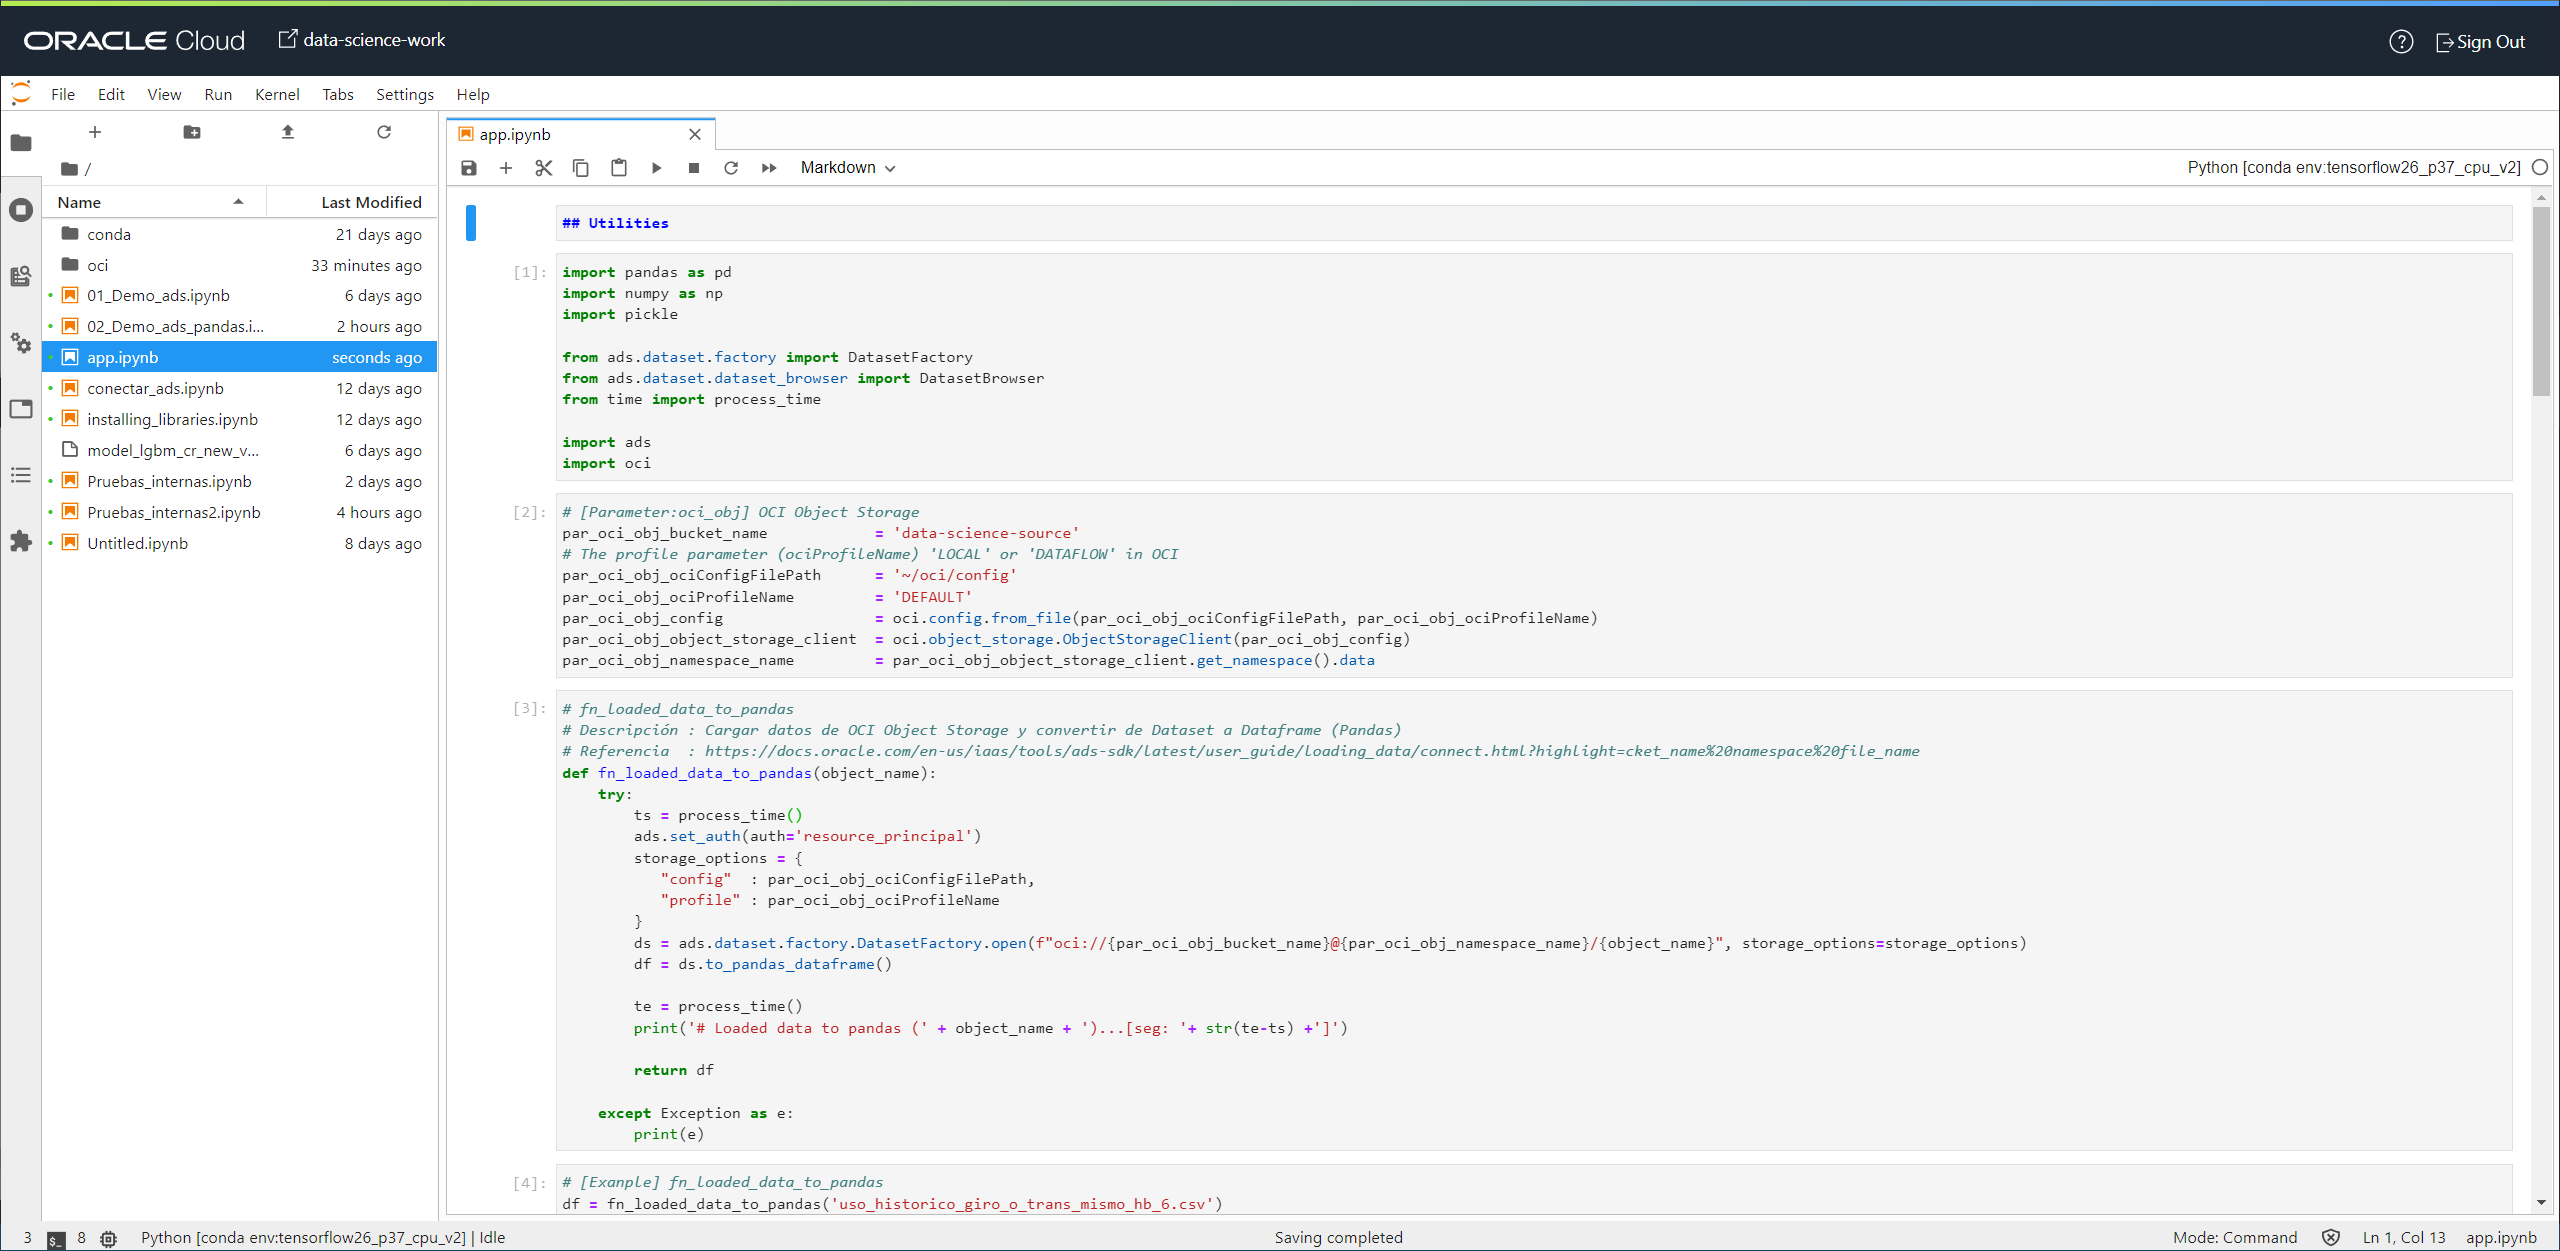 ORACLE Cloud data-science-work
? Sign Out
File Edit View Run Kernel Tabs Settings Help
/
Name Last Modified
conda 21 days ago
oci 33 minutes ago
01_Demo_ads.ipynb 6 days ago
02_Demo_ads_pandas.i... 2 hours ago
app.ipynb seconds ago
conectar_ads.ipynb 12 days ago
installing_libraries.ipynb 12 days ago
model_lgbm_cr_new_v... 6 days ago
Pruebas_internas.ipynb 2 days ago
Pruebas_internas2.ipynb 4 hours ago
Untitled.ipynb 8 days ago
app.ipynb
Markdown
Python [conda env:tensorflow26_p37_cpu_v2]
## Utilities
[1]:
import pandas as pd
import numpy as np
import pickle
from ads.dataset.factory import DatasetFactory
from ads.dataset.dataset_browser import DatasetBrowser
from time import process_time
import ads
import oci
[2]:
# [Parameter:oci_obj] OCI Object Storage
par_oci_obj_bucket_name = 'data-science-source'
# The profile parameter (ociProfileName) 'LOCAL' or 'DATAFLOW' in OCI
par_oci_obj_ociConfigFilePath = '~/oci/config'
par_oci_obj_ociProfileName = 'DEFAULT'
par_oci_obj_config = oci.config.from_file(par_oci_obj_ociConfigFilePath, par_oci_obj_ociProfileName)
par_oci_obj_object_storage_client = oci.object_storage.ObjectStorageClient(par_oci_obj_config)
par_oci_obj_namespace_name = par_oci_obj_object_storage_client.get_namespace().data
[3]:
# fn_loaded_data_to_pandas
# Descripción : Cargar datos de OCI Object Storage y convertir de Dataset a Dataframe (Pandas)
# Referencia : https://docs.oracle.com/en-us/iaas/tools/ads-sdk/latest/user_guide/loading_data/connect.html?highlight=cket_name%20namespace%20file_name
def fn_loaded_data_to_pandas(object_name):
try:
ts = process_time()
ads.set_auth(auth='resource_principal')
storage_options = {
"config" : par_oci_obj_ociConfigFilePath,
"profile" : par_oci_obj_ociProfileName
}
ds = ads.dataset.factory.DatasetFactory.open(f"oci://{par_oci_obj_bucket_name}@{par_oci_obj_namespace_name}/{object_name}", storage_options=storage_options)
df = ds.to_pandas_dataframe()
te = process_time()
print('# Loaded data to pandas (' + object_name + ')...[seg: '+ str(te-ts) +']')
return df
except Exception as e:
print(e)
[4]:
# [Exanple] fn_loaded_data_to_pandas
df = fn_loaded_data_to_pandas('uso_historico_giro_o_trans_mismo_hb_6.csv')
3 $_ 8 Python [conda env:tensorflow26_p37_cpu_v2] | Idle
Saving completed
Mode: Command Ln 1, Col 13 app.ipynb